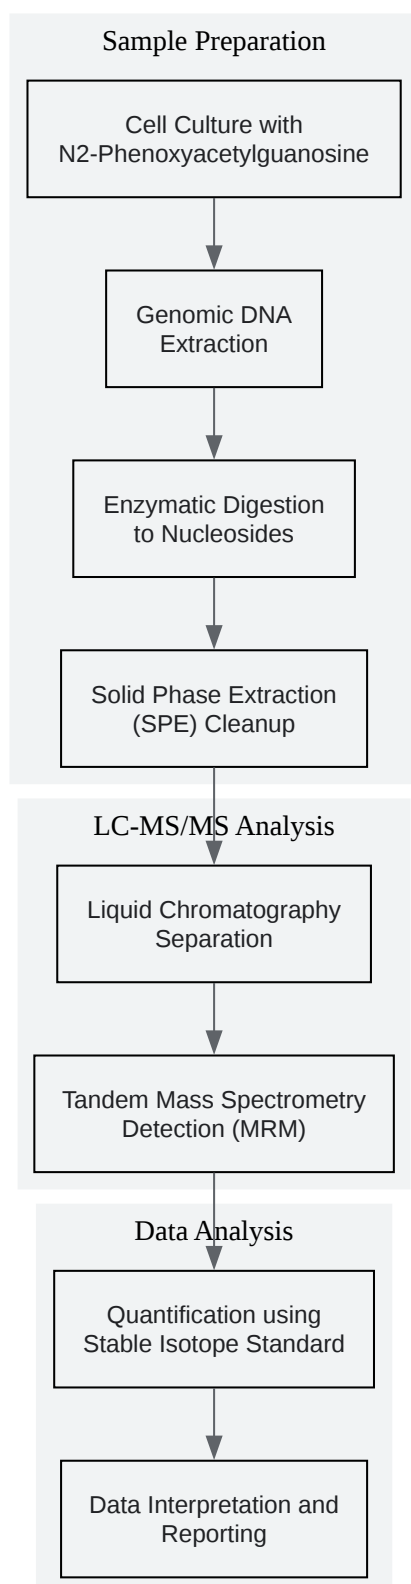 Sample Preparation
Cell Culture with
N2-Phenoxyacetylguanosine
Genomic DNA
Extraction
Enzymatic Digestion
to Nucleosides
Solid Phase Extraction
(SPE) Cleanup
LC-MS/MS Analysis
Liquid Chromatography
Separation
Tandem Mass Spectrometry
Detection (MRM)
Data Analysis
Quantification using
Stable Isotope Standard
Data Interpretation and
Reporting